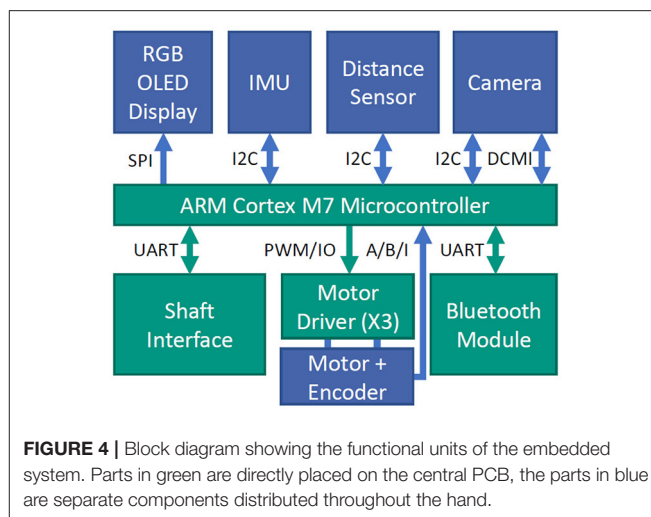 RGB
OLED
Display
IMU
Distance
Sensor
Camera
SPI
I2C
I2C
I2C
DCMI
ARM Cortex M7 Microcontroller
UART
PWM/IO
A/B/I
UART
Shaft
Interface
Motor
Driver (X3)
Bluetooth
Module
Motor +
Encoder
FIGURE 4 | Block diagram showing the functional units of the embedded
system. Parts in green are directly placed on the central PCB, the parts in blue
are separate components distributed throughout the hand.